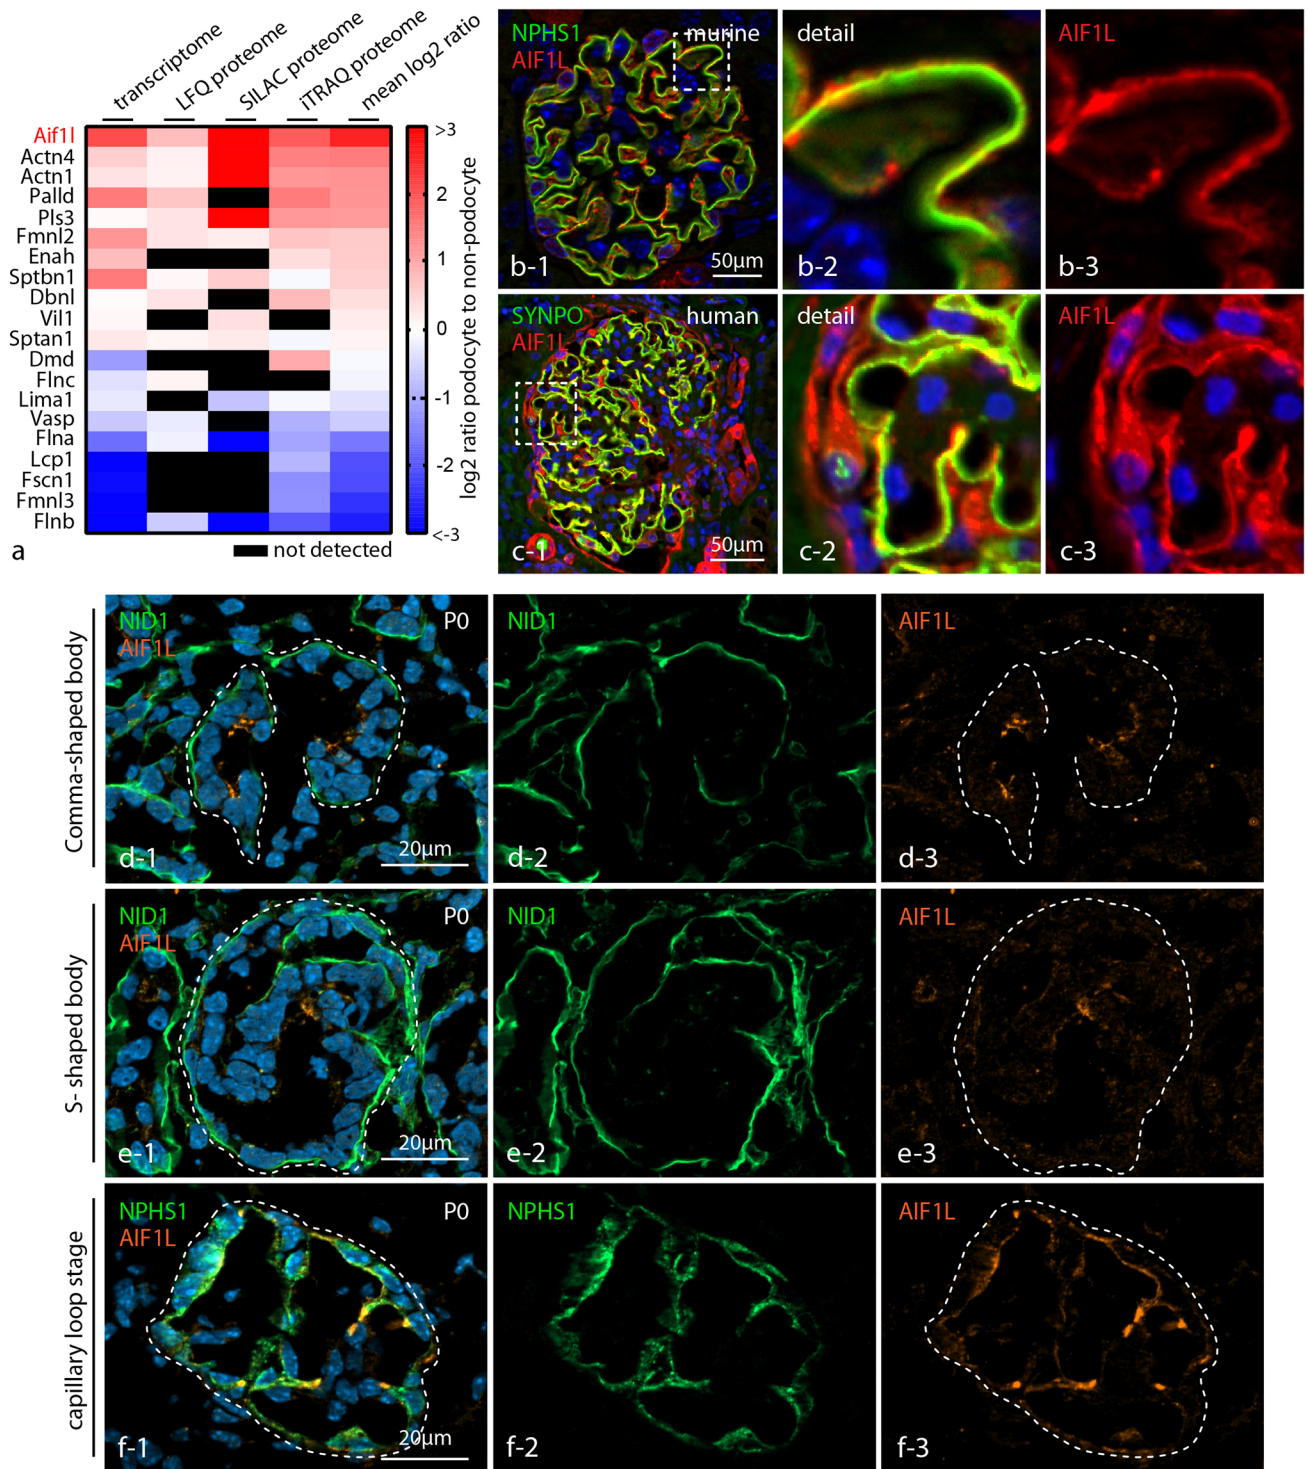 transcriptome
LFQ proteome
SILAC proteome
iTRAQ proteome
mean log2 ratio
Aif1l
Actn4
Actn1
Palld
Pls3
Fmnl2
Enah
Sptbn1
Dbnl
Vil1
Sptan1
Dmd
Flnc
Lima1
Vasp
Flna
Lcp1
Fscn1
Fmnl3
Flnb
>3
2
1
0
-1
-2
<-3
log2 ratio podocyte to non-podocyte
not detected
a
NPHS1
AIF1L
murine
b-1
50µm
detail
b-2
AIF1L
b-3
SYNPO
AIF1L
human
c-1
50µm
detail
c-2
AIF1L
c-3
Comma-shaped body
NID1
AIF1L
P0
d-1
20µm
NID1
d-2
AIF1L
d-3
S- shaped body
NID1
AIF1L
P0
e-1
20µm
NID1
e-2
AIF1L
e-3
capillary loop stage
NPHS1
AIF1L
P0
f-1
20µm
NPHS1
f-2
AIF1L
f-3